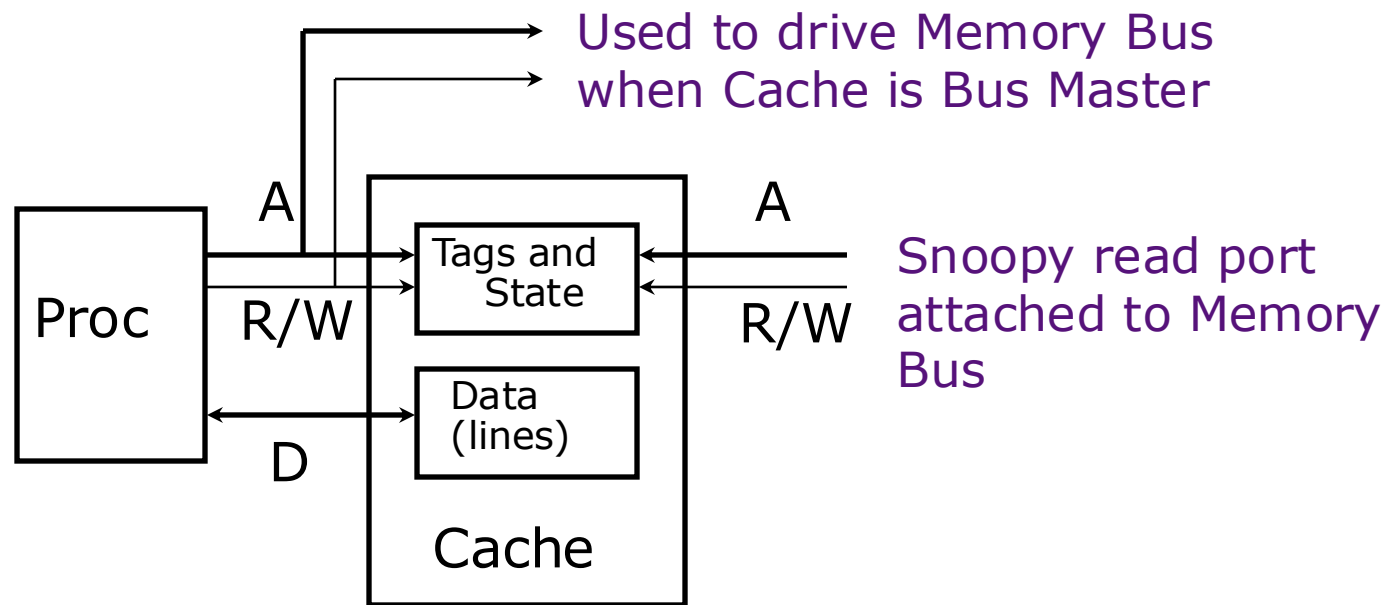 Used to drive Memory Bus
when Cache is Bus Master
A
A
Tags and
State
Snoopy read port
attached to Memory
Bus
Proc
R/W
R/W
Data
(lines)
D
Cache